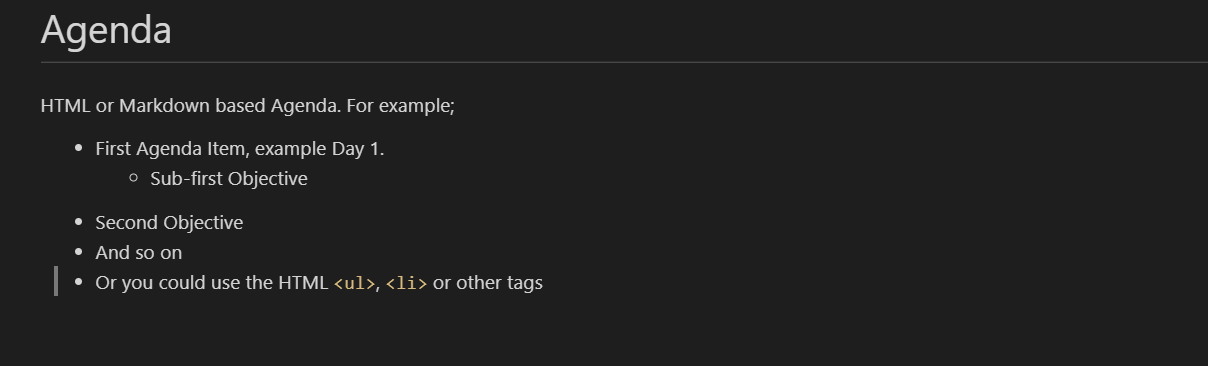 Agenda
HTML or Markdown based Agenda. For example;
First Agenda Item, example Day 1.
Sub-first Objective
Second Objective
And so on
Or you could use the HTML <ul>, <li> or other tags